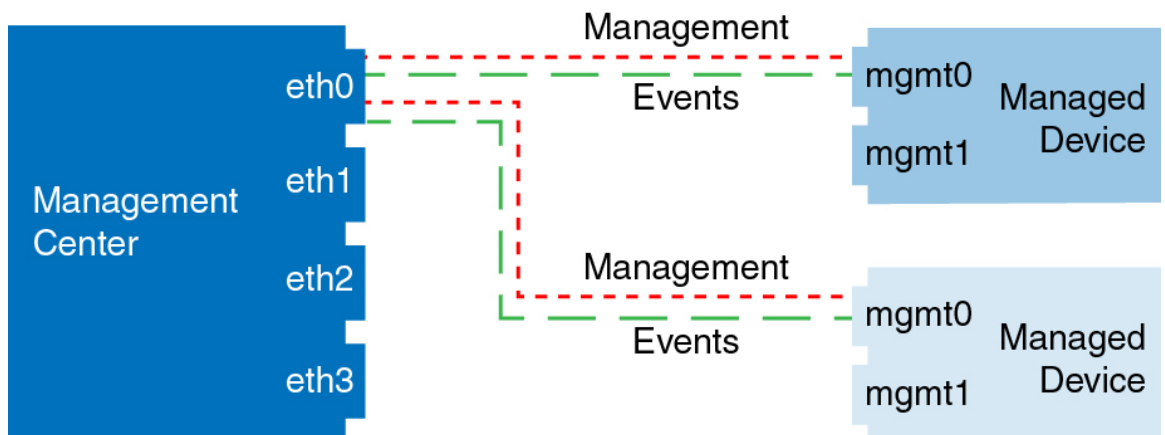 Management
Center
eth0
eth1
eth2
eth3
Management
Events
mgmt0
mgmt1
Managed
Device
Management
Events
mgmt0
mgmt1
Managed
Device